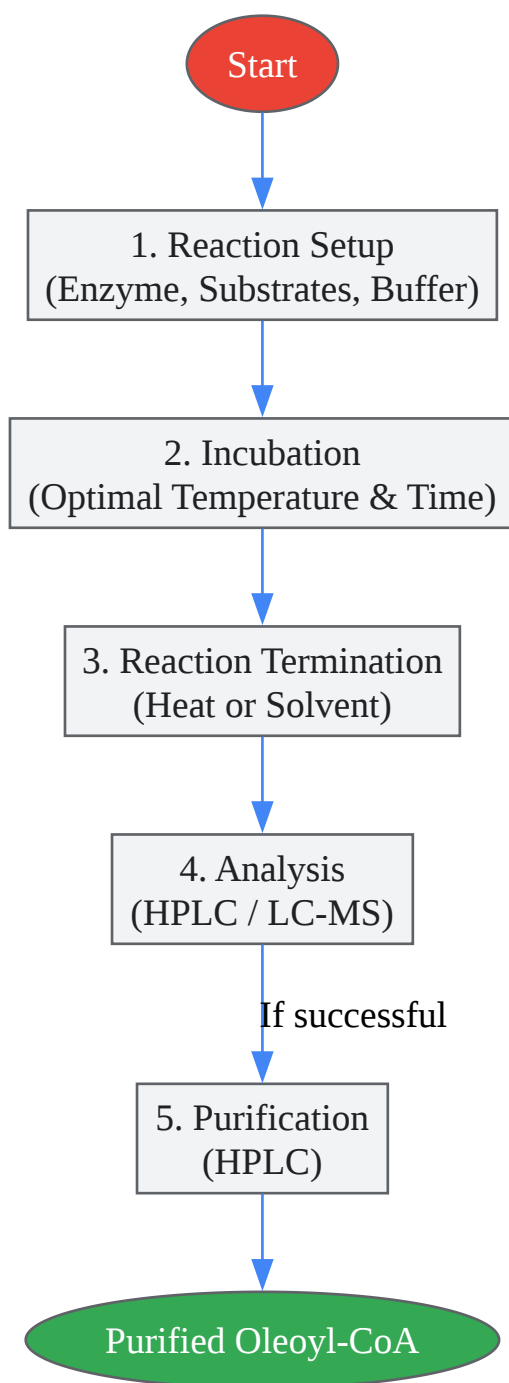 Start
1. Reaction Setup
(Enzyme, Substrates, Buffer)
2. Incubation
(Optimal Temperature & Time)
3. Reaction Termination
(Heat or Solvent)
4. Analysis
(HPLC / LC-MS)
If successful
5. Purification
(HPLC)
Purified Oleoyl-CoA